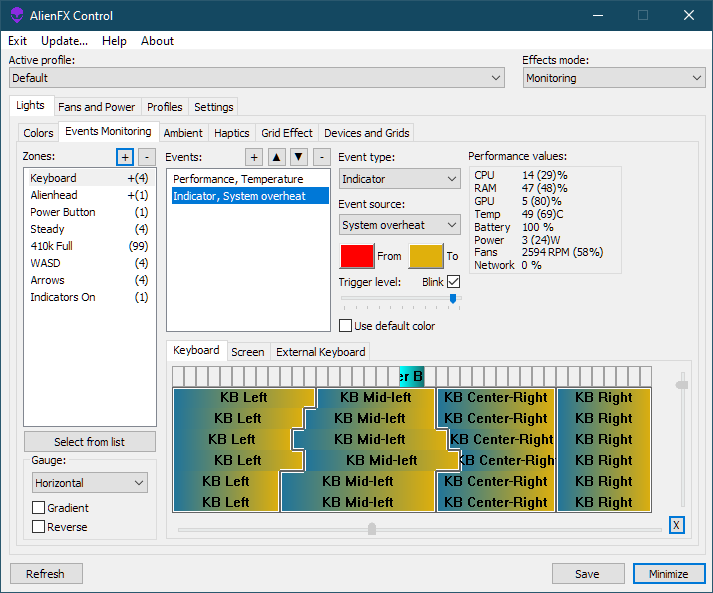 AlienFX Control
Exit Update... Help About
Active profile: Effects mode:
Default Monitoring
Lights Fans and Power Profiles Settings
Colors Events Monitoring Ambient Haptics Grid Effect Devices and Grids
Zones: + -
Keyboard +(4)
Alienhead +(1)
Power Button (1)
Steady (4)
410k Full (99)
WASD (4)
Arrows (4)
Indicators On (1)
Select from list
Gauge:
Horizontal
Gradient
Reverse
Events: + ▲ ▼ -
Performance, Temperature
Indicator, System overheat
Event type:
Indicator
Event source:
System overheat
From To
Trigger level: Blink
Use default color
Performance values:
CPU 14 (29)%
RAM 47 (48)%
GPU 5 (80)%
Temp 49 (69)C
Battery 100 %
Power 3 (24)W
Fans 2594 RPM (58%)
Network 0 %
Keyboard Screen External Keyboard
er B
KB Left KB Mid-left KB Center-Right KB Right
KB Left KB Mid-left KB Center-Right KB Right
KB Left KB Mid-left KB Center-Right KB Right
KB Left KB Mid-left KB Center-Righ KB Right
KB Left KB Mid-left KB Center-Right KB Right
KB Left KB Mid-left KB Center-Right KB Right
X
Refresh Save Minimize